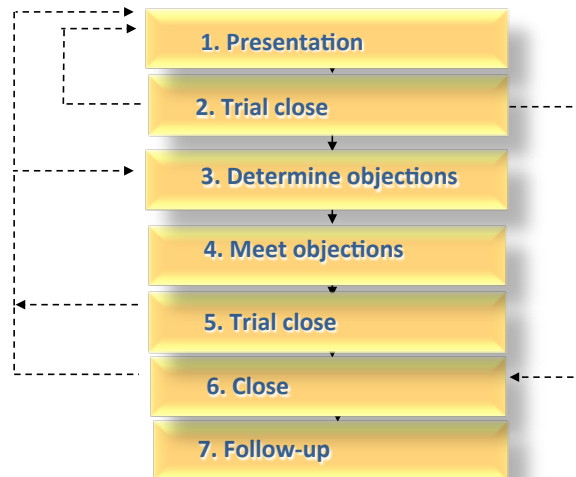 1. Presentation
2. Trial close
3. Determine objections
4. Meet objections
5. Trial close
6. Close
7. Follow-up